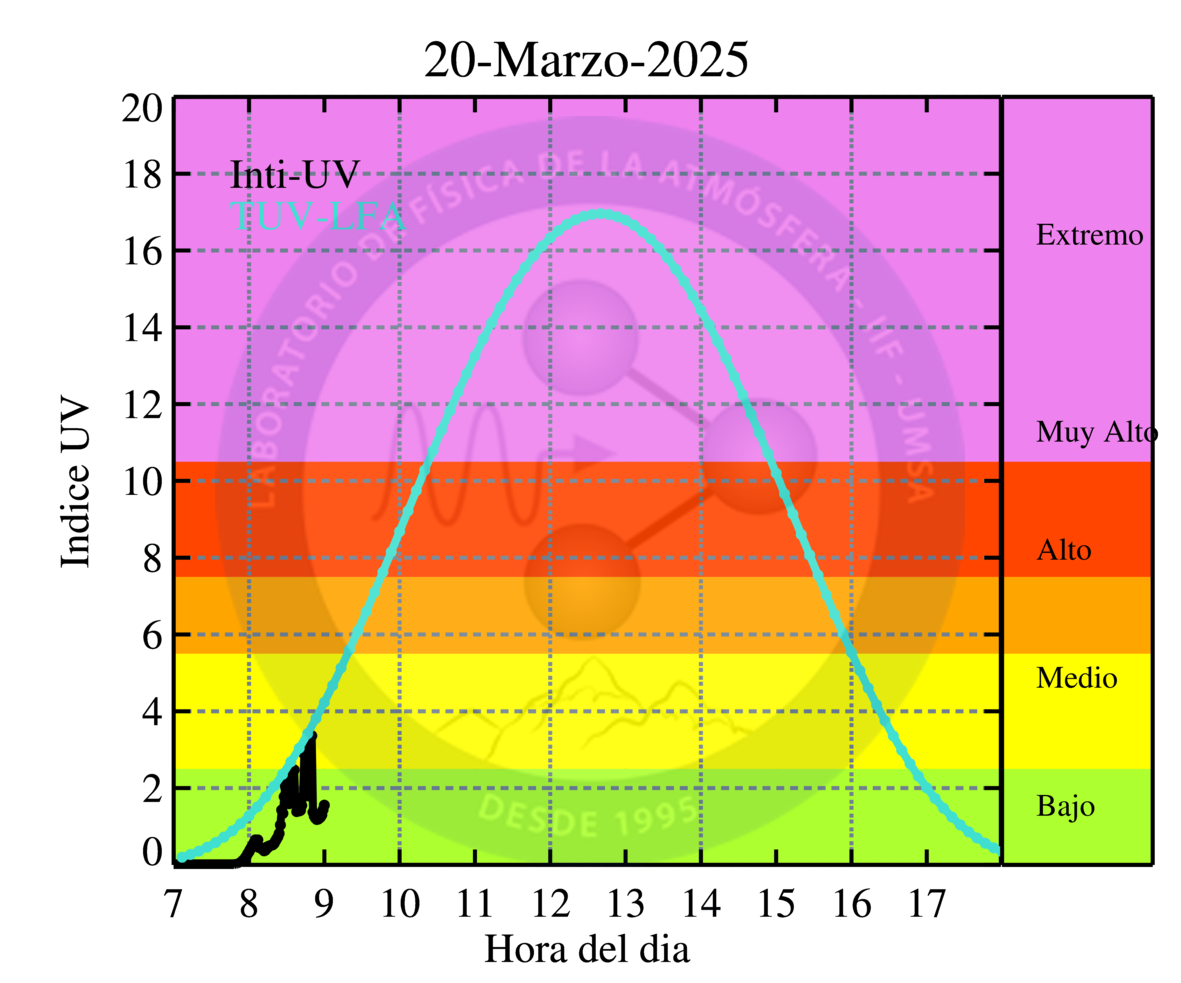 20-Marzo-2025
Inti-UV
TUV-LFA
LABORATORIO DE FÍSICA DE LA ATMÓSFERA - IIF - UMSA
DESDE 1995
Indice UV
20
18
16
14
12
10
8
6
4
2
0
Extremo
Muy Alto
Alto
Medio
Bajo
7 8 9 10 11 12 13 14 15 16 17
Hora del dia